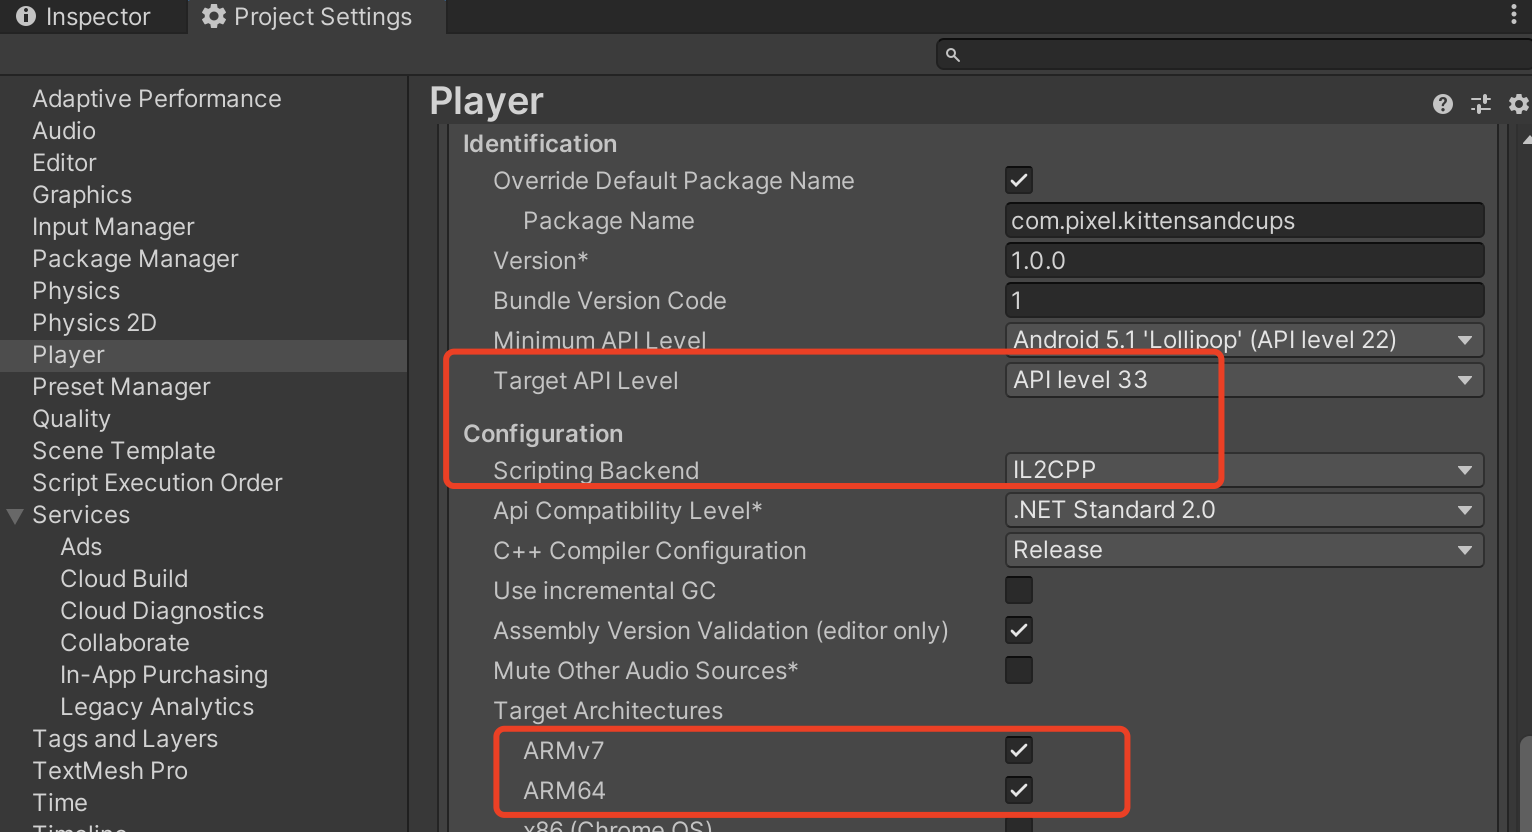 Inspector
Project Settings
Adaptive Performance
Audio
Editor
Graphics
Input Manager
Package Manager
Physics
Physics 2D
Player
Preset Manager
Quality
Scene Template
Script Execution Order
Services
Ads
Cloud Build
Cloud Diagnostics
Collaborate
In-App Purchasing
Legacy Analytics
Tags and Layers
TextMesh Pro
Time
Timeline
Player
Identification
Override Default Package Name
Package Name com.pixel.kittensandcups
Version* 1.0.0
Bundle Version Code 1
Minimum API Level Android 5.1 'Lollipop' (API level 22)
Target API Level API level 33
Configuration
Scripting Backend IL2CPP
Api Compatibility Level* .NET Standard 2.0
C++ Compiler Configuration Release
Use incremental GC
Assembly Version Validation (editor only)
Mute Other Audio Sources*
Target Architectures
ARMv7
ARM64
x86 (Chrome OS)